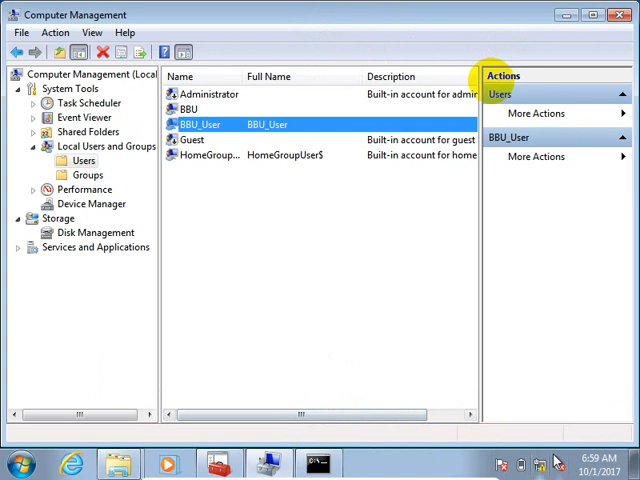 Computer Management
File Action View Help
Computer Management (Local
System Tools
Task Scheduler
Event Viewer
Shared Folders
Local Users and Groups
Users
Groups
Performance
Device Manager
Storage
Disk Management
Services and Applications
Name Full Name Description
Administrator Built-in account for admin
BBU
BBU_User BBU_User
Guest Built-in account for guest
HomeGroup... HomeGroupUser$ Built-in account for home
Actions
Users
More Actions
BBU_User
More Actions
C:\
6:59 AM
10/1/2017